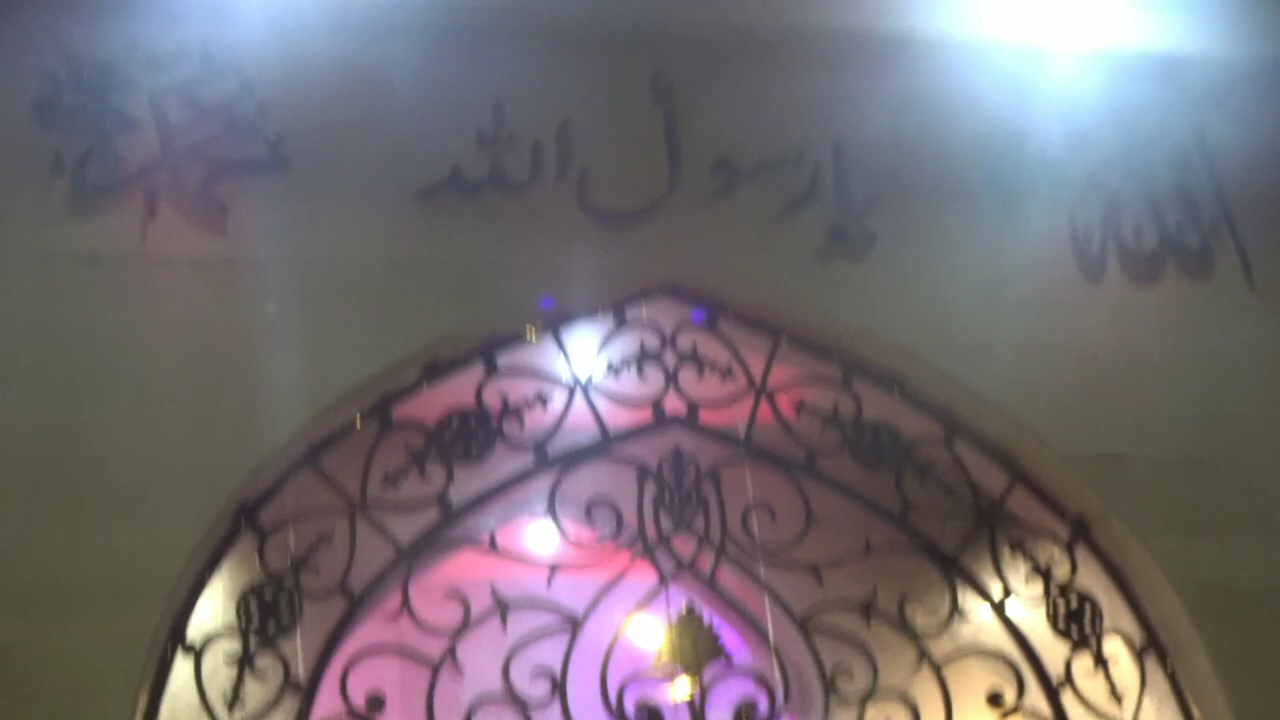 الله
يا رسول الله
محمد